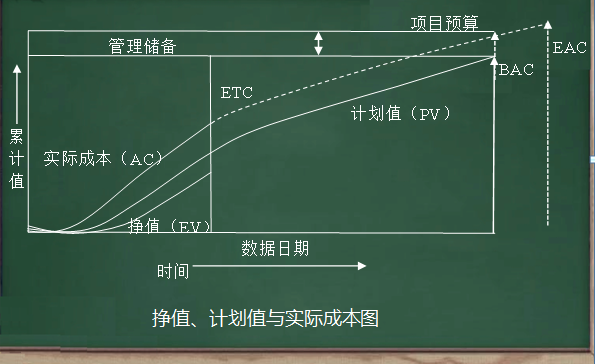 项目预算
管理储备
EAC
BAC
ETC
计划值（PV）
累计值
实际成本（AC）
挣值（EV）
数据日期
时间
挣值、计划值与实际成本图